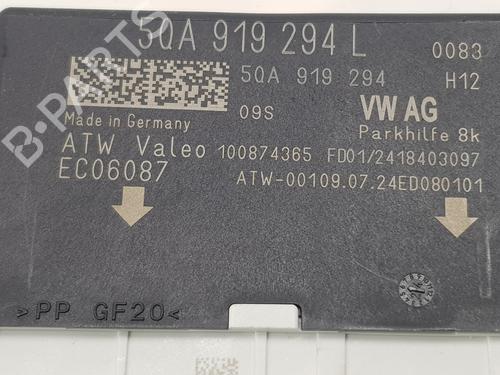 5QA 919 294 L 0083
5QA 919 294 H12
09S VW AG
Made in Germany Parkhilfe 8k
ATW Valeo 100874365 FD01/2418403097
EC06087 ATW-00109.07.24ED080101
>PP GF20<
B-PARTS